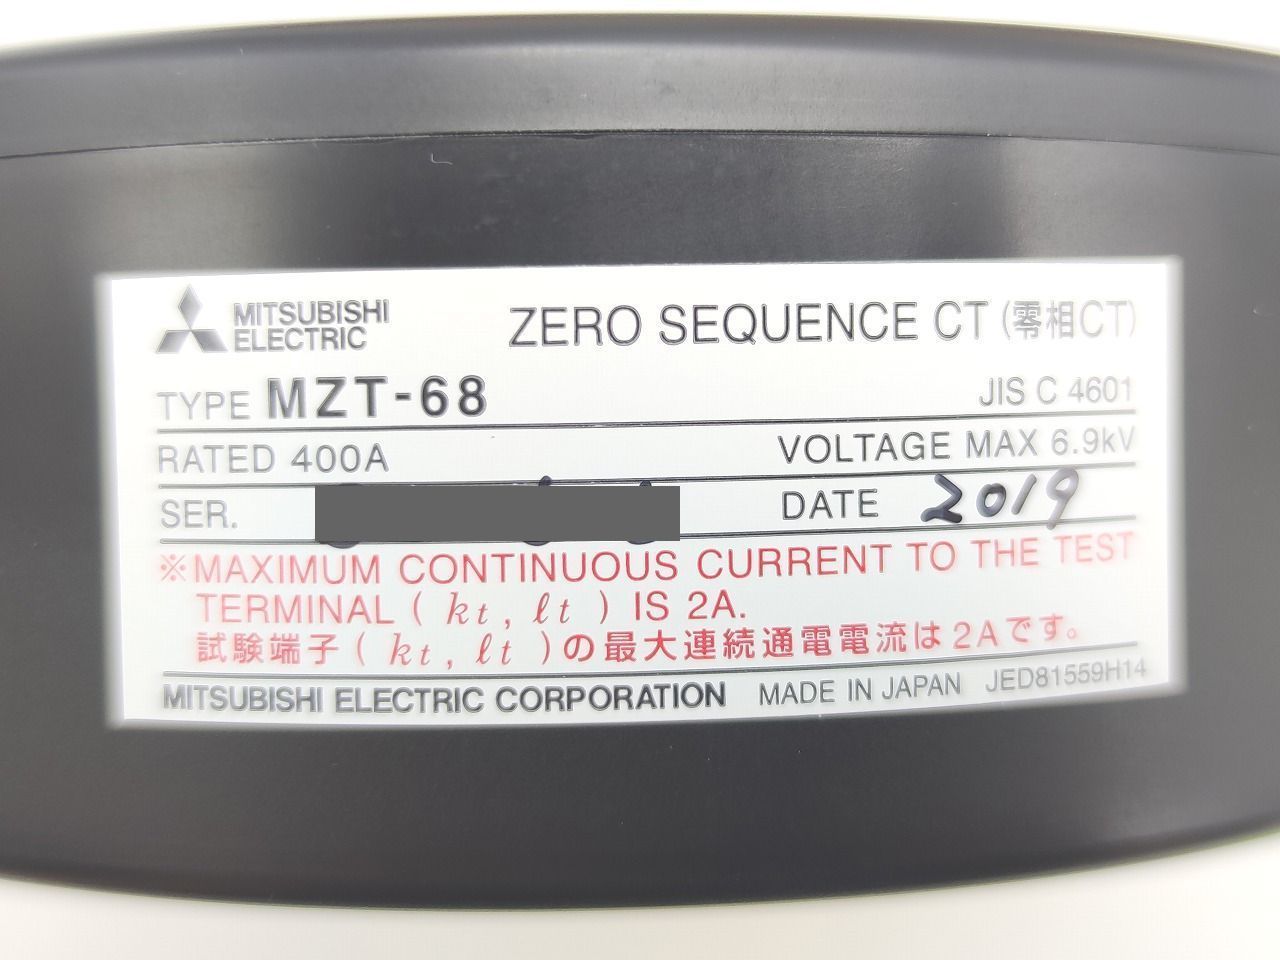 MITSUBISHI
ELECTRIC
ZERO SEQUENCE CT (零相CT)
TYPE MZT-68
JIS C 4601
RATED 400A
VOLTAGE MAX 6.9kV
SER.
DATE 2019
※MAXIMUM CONTINUOUS CURRENT TO THE TEST
TERMINAL ( kt , ℓt ) IS 2A.
試験端子 ( kt , ℓt ) の最大連続通電電流は2Aです。
MITSUBISHI ELECTRIC CORPORATION MADE IN JAPAN JED81559H14